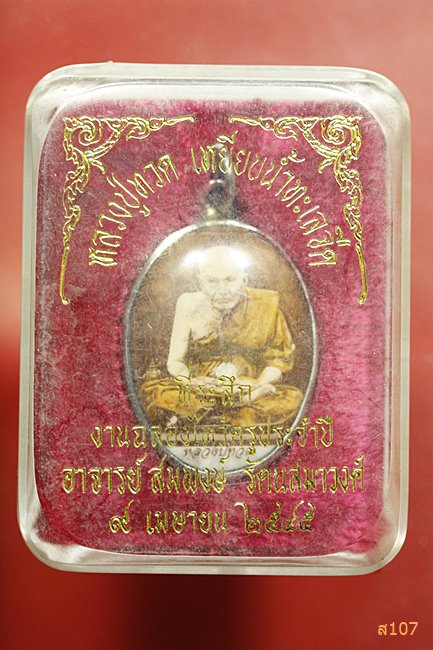 หลวงปู่ทวด เหยียบน้ำทะเลจืด
หลวงปู่ทวด
ที่ระลึก
งานฉลองไหว้ครูประจำปี
อาจารย์ สมพงษ์ รัตนสมาวงศ์
๙ เมษายน ๒๕๔๕
ส107